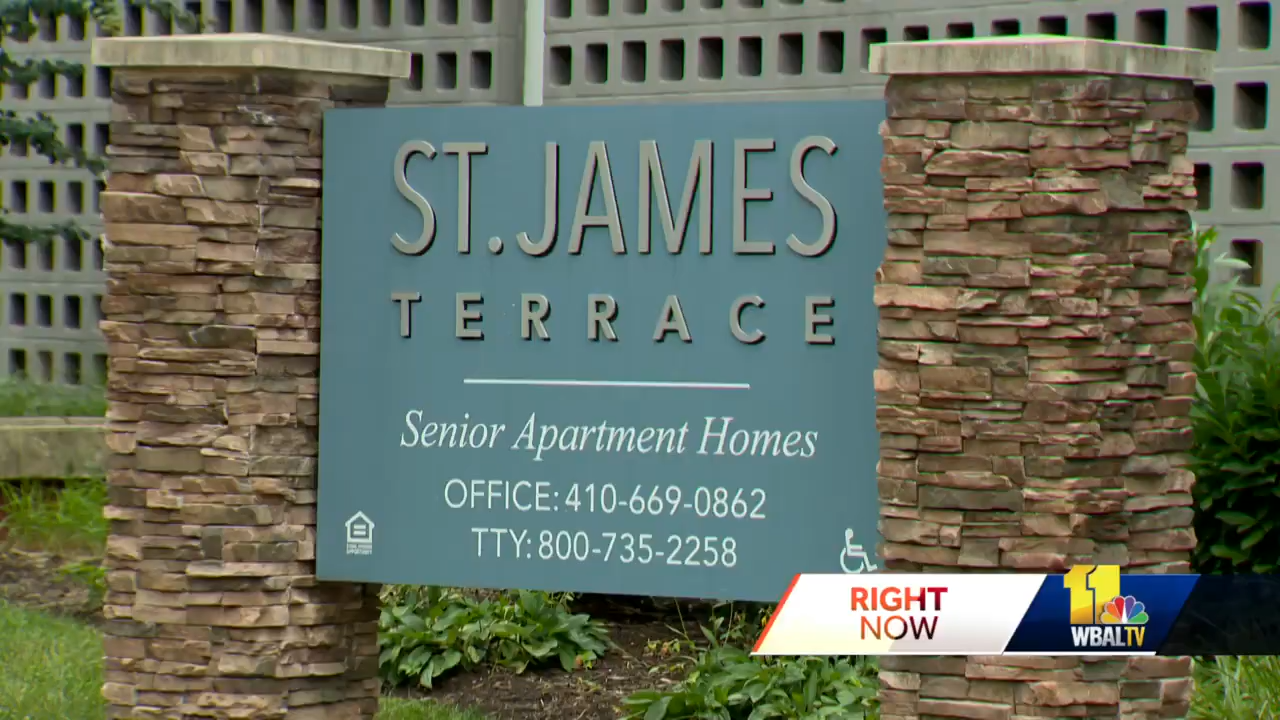 ST. JAMES
TERRACE
Senior Apartment Homes
OFFICE: 410-669-0862
TTY: 800-735-2258
RIGHT
NOW
11
WBALTV